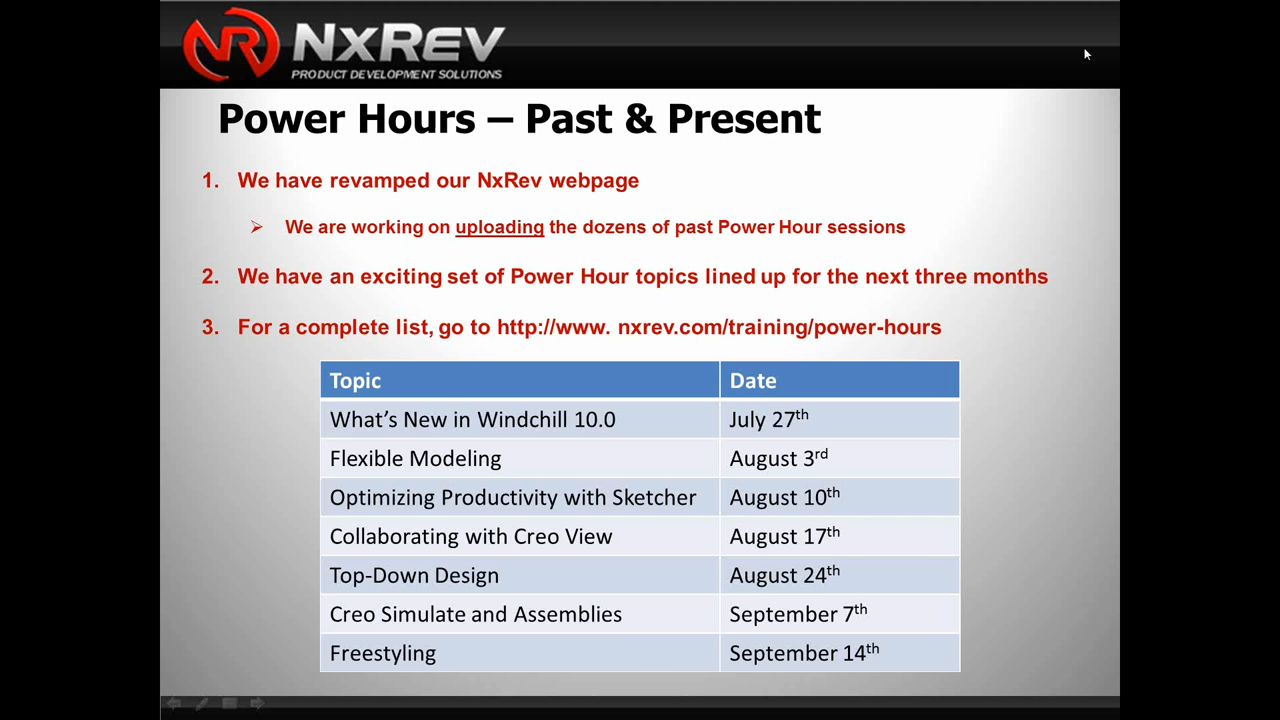 NR NxRev
PRODUCT DEVELOPMENT SOLUTIONS
Power Hours – Past & Present
1. We have revamped our NxRev webpage
We are working on uploading the dozens of past Power Hour sessions
2. We have an exciting set of Power Hour topics lined up for the next three months
3. For a complete list, go to http://www. nxrev.com/training/power-hours
Topic Date
What's New in Windchill 10.0 July 27th
Flexible Modeling August 3rd
Optimizing Productivity with Sketcher August 10th
Collaborating with Creo View August 17th
Top-Down Design August 24th
Creo Simulate and Assemblies September 7th
Freestyling September 14th